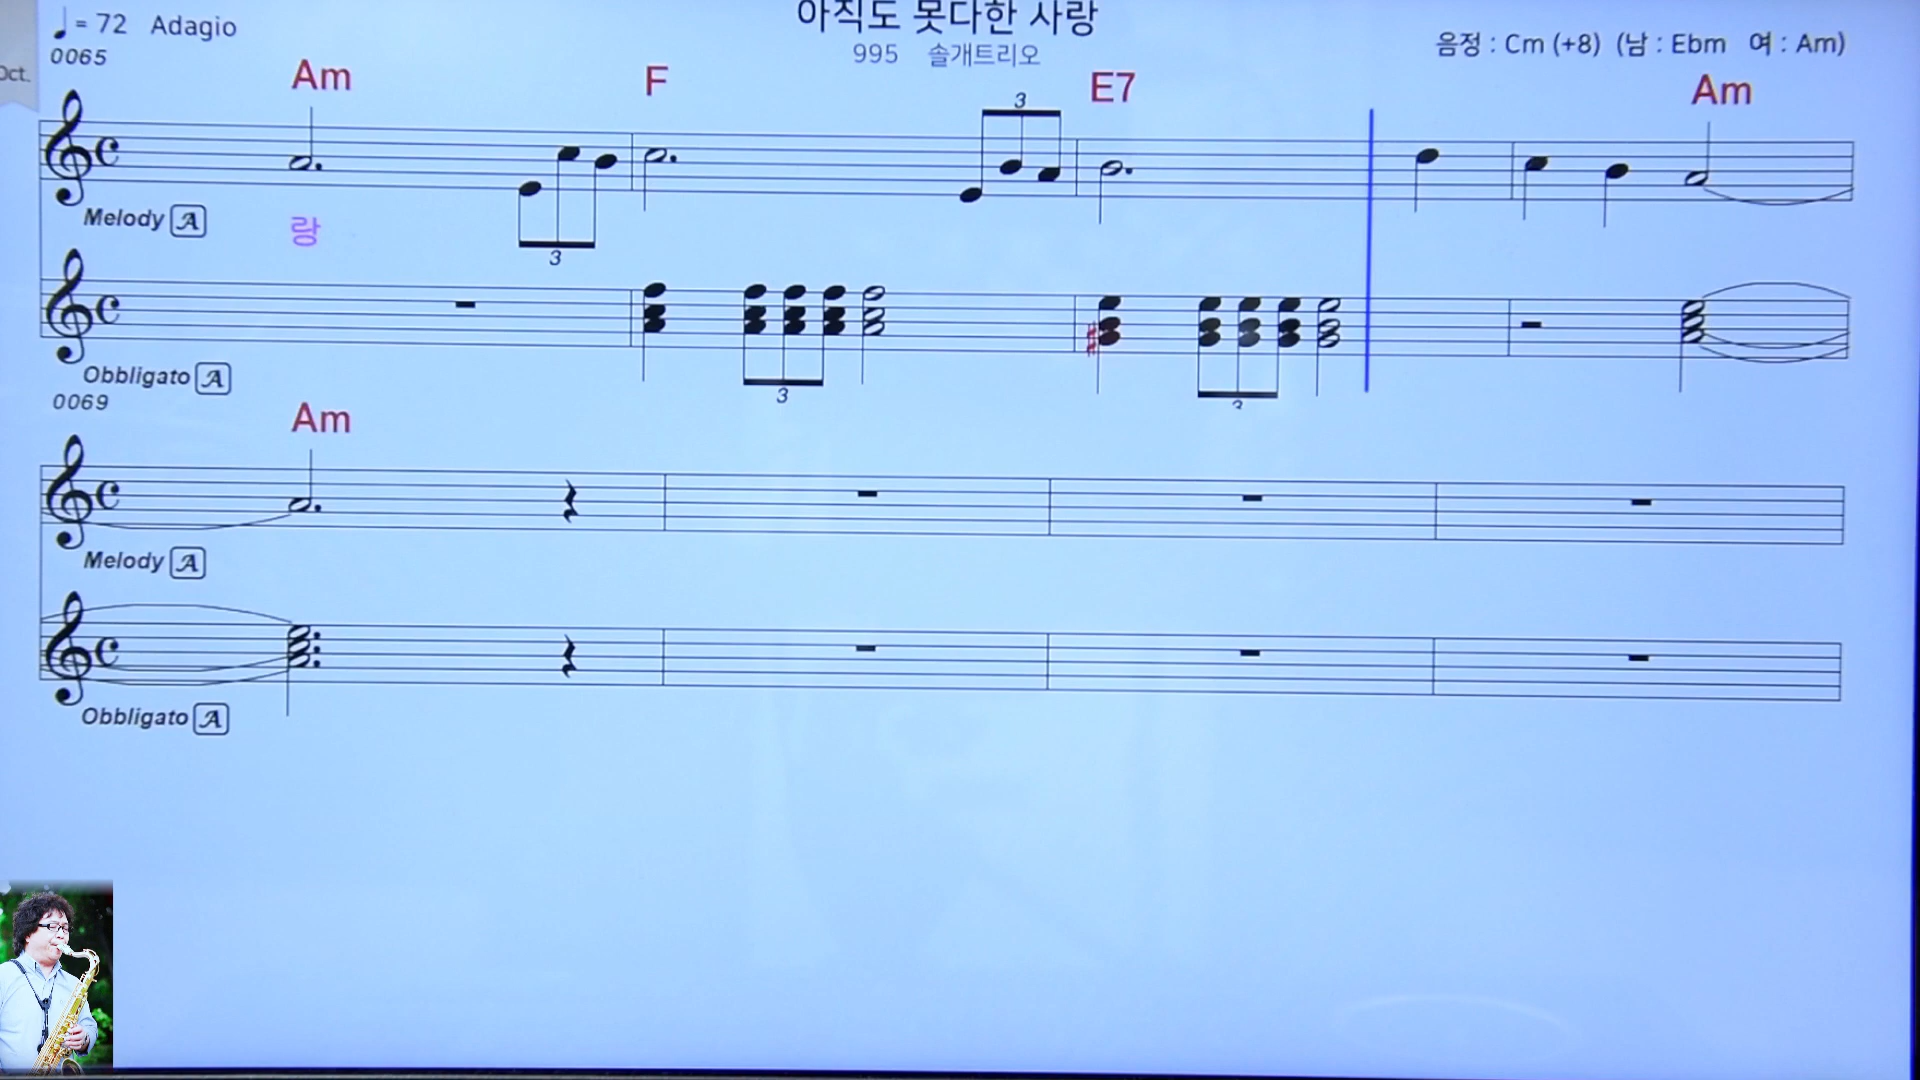 ♩= 72 Adagio
아직도 못다한 사랑
995 솔개트리오
음정 : Cm (+8) (남 : Ebm 여 : Am)
Oct.
0065
Am F E7 Am
3
Melody A
랑
3
Obbligato A
3
3
0069
Am
Melody A
Obbligato A